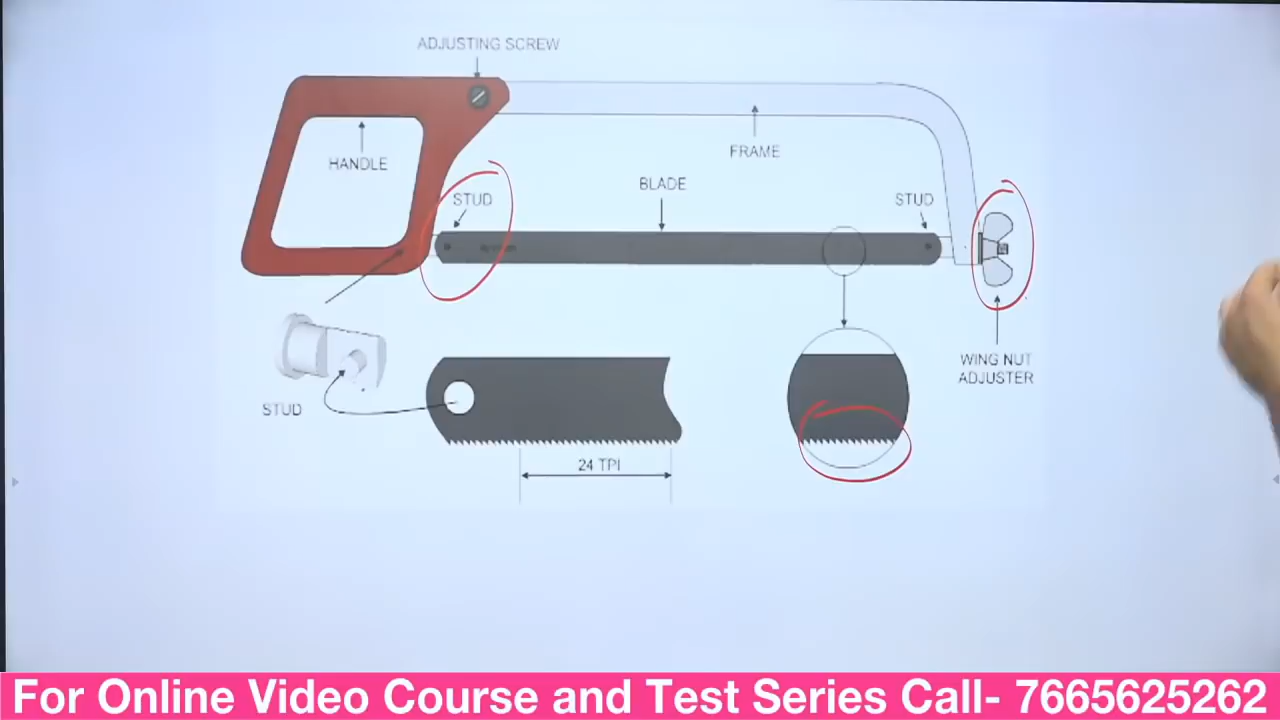 ADJUSTING SCREW
HANDLE
FRAME
STUD
BLADE
STUD
WING NUT
ADJUSTER
STUD
24 TPI
For Online Video Course and Test Series Call- 7665625262